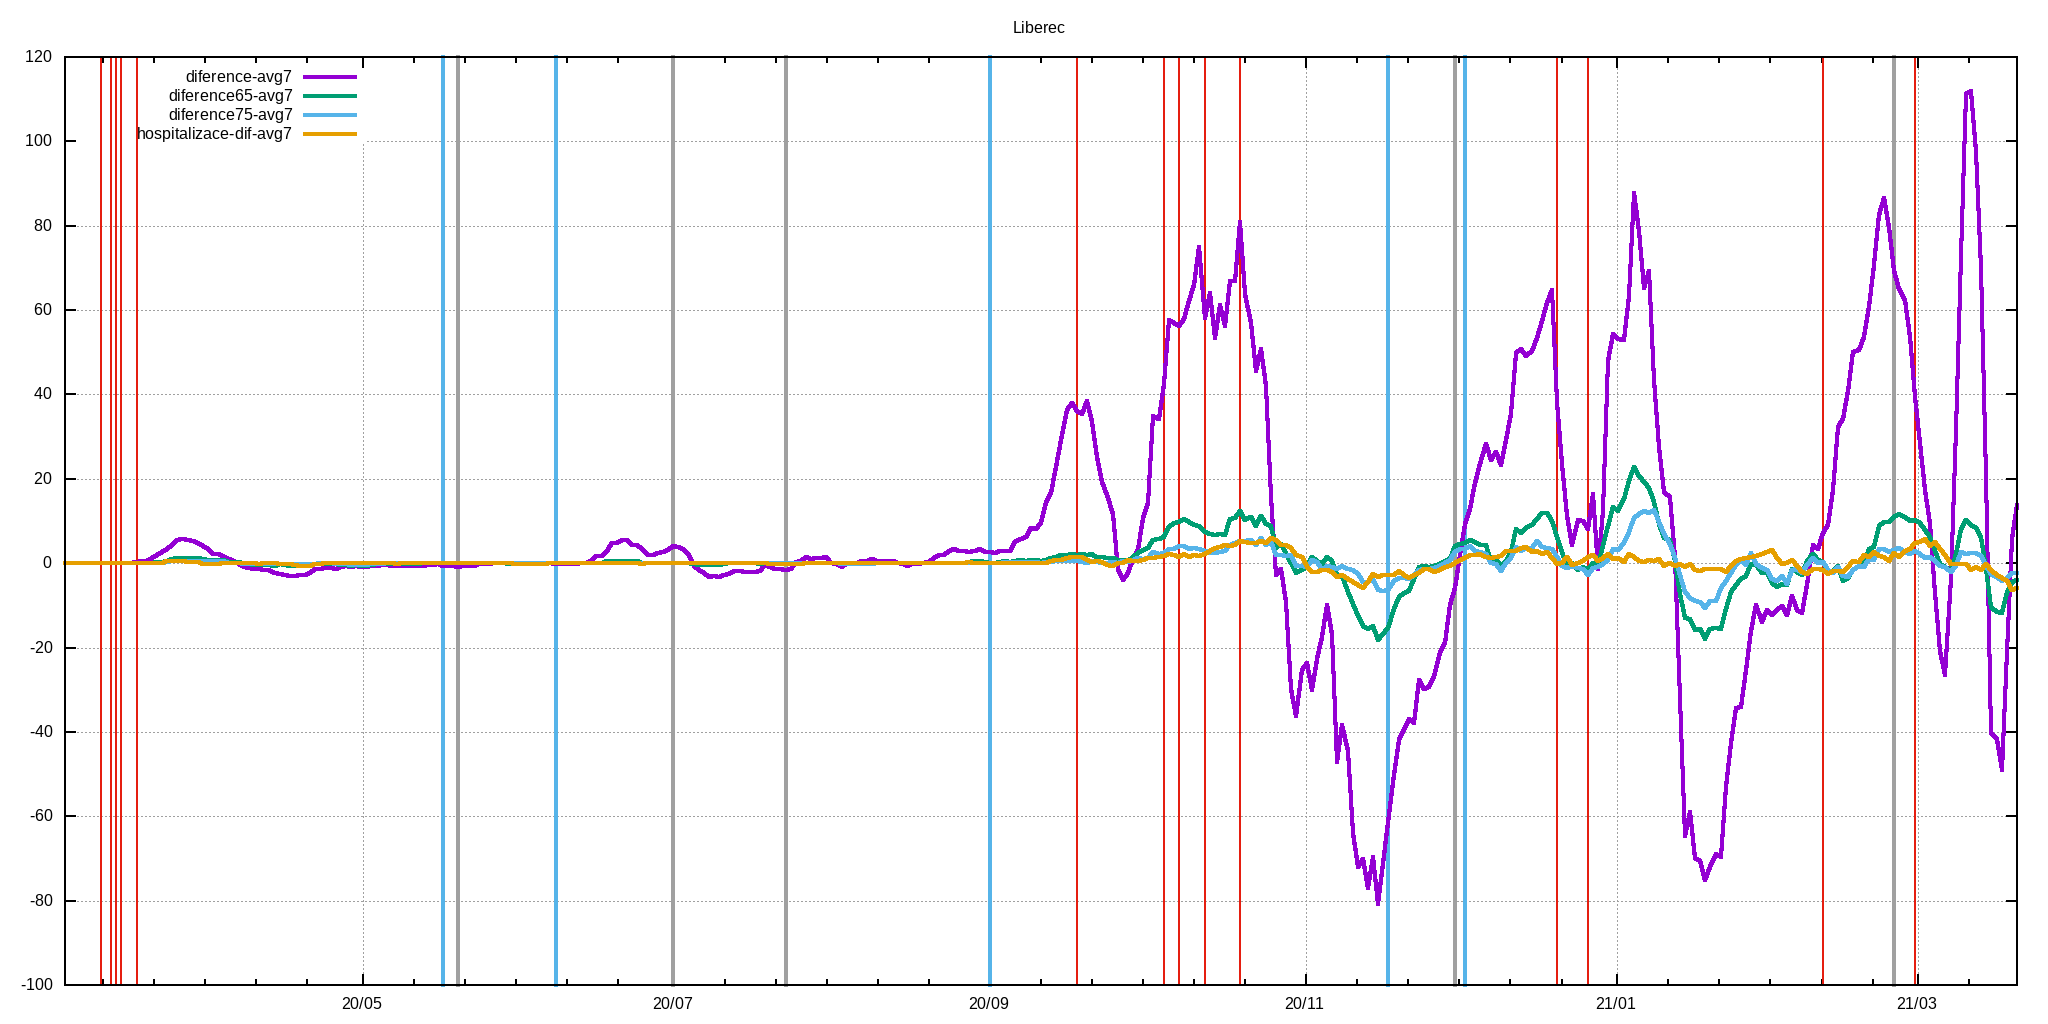 Liberec
diference-avg7
diference65-avg7
diference75-avg7
hospitalizace-dif-avg7
120
100
80
60
40
20
0
-20
-40
-60
-80
-100
20/05 20/07 20/09 20/11 21/01 21/03